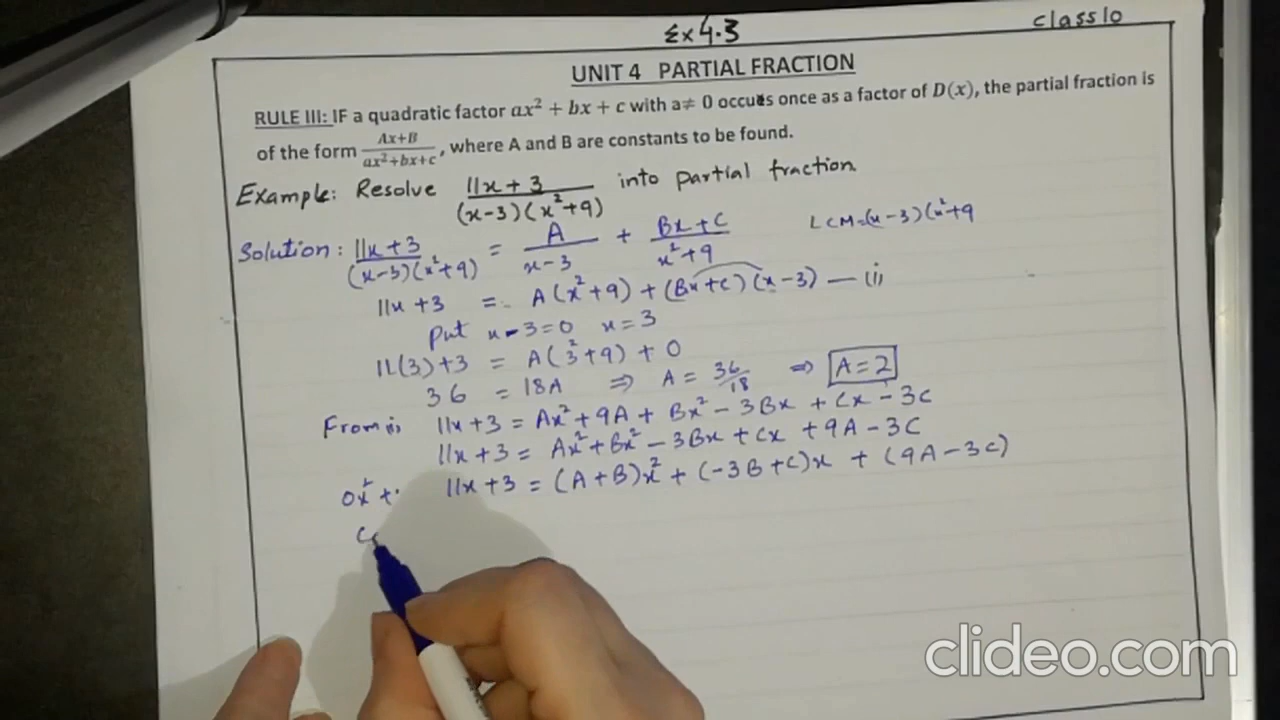 Ex 4.3
class 10
UNIT 4 PARTIAL FRACTION
RULE III: IF a quadratic factor ax² + bx + c with a≠ 0 occurs once as a factor of D(x), the partial fraction is
of the form (Ax+B)/(ax²+bx+c), where A and B are constants to be found.
Example: Resolve (11x + 3)/((x-3)(x²+9)) into partial fraction
Solution: (11x+3)/((x-3)(x²+9)) = A/(x-3) + (Bx+C)/(x²+9) LCM=(x-3)(x²+9
11x+3 = A(x²+9) + (Bx+C)(x-3) — (i)
Put x-3=0 x=3
11(3)+3 = A(3²+9) + 0
36 = 18A ⇒ A = 36/18 ⇒ A=2
From (i) 11x+3 = Ax² + 9A + Bx² - 3Bx + Cx - 3C
11x+3 = Ax² + Bx² - 3Bx + Cx + 9A - 3C
0x² + 11x+3 = (A+B)x² + (-3B+C)x + (9A-3C)